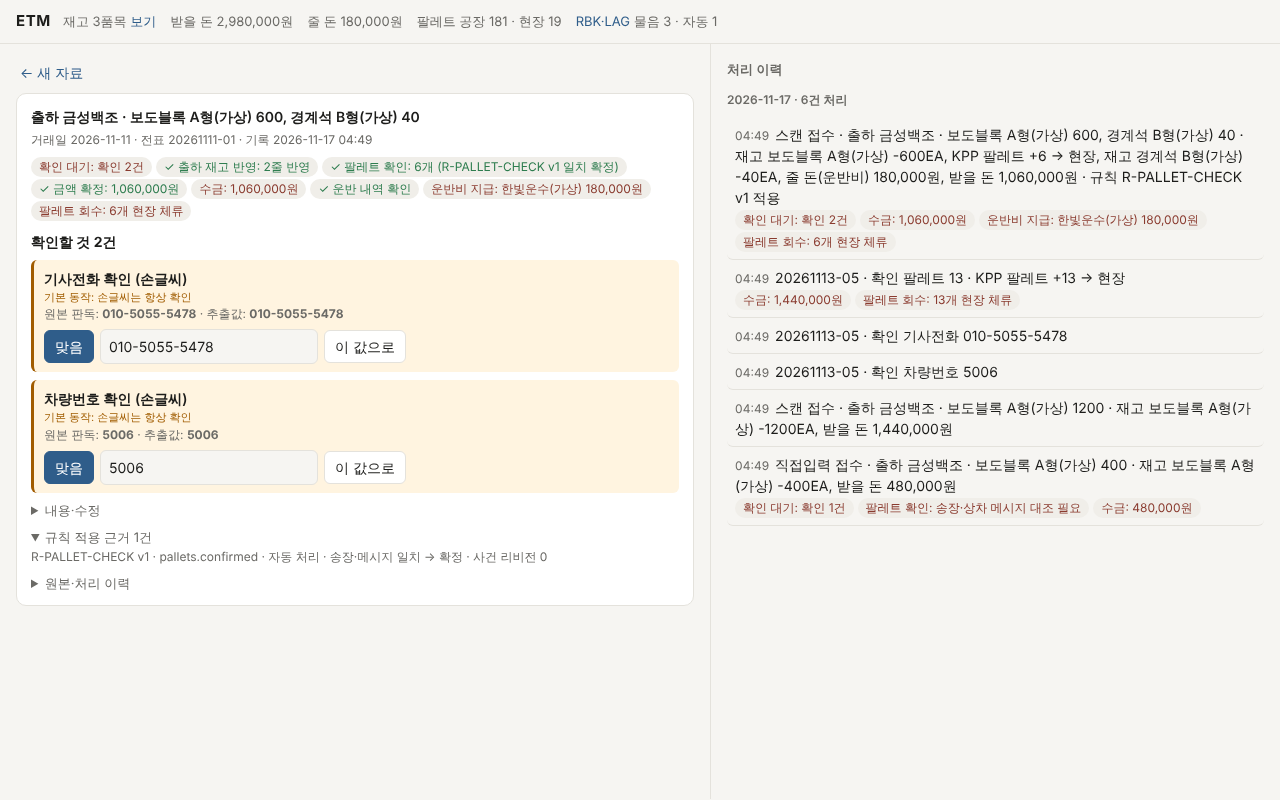 ETM 재고 3품목 보기 받을 돈 2,980,000원 줄 돈 180,000원 팔레트 공장 181 · 현장 19 RBK·LAG 물음 3 · 자동 1
← 새 자료
출하 금성백조 · 보도블록 A형(가상) 600, 경계석 B형(가상) 40
거래일 2026-11-11 · 전표 20261111-01 · 기록 2026-11-17 04:49
확인 대기: 확인 2건 ✓ 출하 재고 반영: 2줄 반영 ✓ 팔레트 확인: 6개 (R-PALLET-CHECK v1 일치 확정)
✓ 금액 확정: 1,060,000원 수금: 1,060,000원 ✓ 운반 내역 확인 운반비 지급: 한빛운수(가상) 180,000원
팔레트 회수: 6개 현장 체류
확인할 것 2건
기사전화 확인 (손글씨)
기본 동작: 손글씨는 항상 확인
원본 판독: 010-5055-5478 · 추출값: 010-5055-5478
맞음 010-5055-5478 이 값으로
차량번호 확인 (손글씨)
기본 동작: 손글씨는 항상 확인
원본 판독: 5006 · 추출값: 5006
맞음 5006 이 값으로
▶ 내용·수정
▼ 규칙 적용 근거 1건
R-PALLET-CHECK v1 · pallets.confirmed · 자동 처리 · 송장·메시지 일치 → 확정 · 사건 리비전 0
▶ 원본·처리 이력
처리 이력
2026-11-17 · 6건 처리
04:49 스캔 접수 · 출하 금성백조 · 보도블록 A형(가상) 600, 경계석 B형(가상) 40 ·
재고 보도블록 A형(가상) -600EA, KPP 팔레트 +6 → 현장, 재고 경계석 B형(가상)
-40EA, 줄 돈(운반비) 180,000원, 받을 돈 1,060,000원 · 규칙 R-PALLET-CHECK
v1 적용
확인 대기: 확인 2건 수금: 1,060,000원 운반비 지급: 한빛운수(가상) 180,000원
팔레트 회수: 6개 현장 체류
04:49 20261113-05 · 확인 팔레트 13 · KPP 팔레트 +13 → 현장
수금: 1,440,000원 팔레트 회수: 13개 현장 체류
04:49 20261113-05 · 확인 기사전화 010-5055-5478
04:49 20261113-05 · 확인 차량번호 5006
04:49 스캔 접수 · 출하 금성백조 · 보도블록 A형(가상) 1200 · 재고 보도블록 A형(가
상) -1200EA, 받을 돈 1,440,000원
04:49 직접입력 접수 · 출하 금성백조 · 보도블록 A형(가상) 400 · 재고 보도블록 A형
(가상) -400EA, 받을 돈 480,000원
확인 대기: 확인 1건 팔레트 확인: 송장·상차 메시지 대조 필요 수금: 480,000원